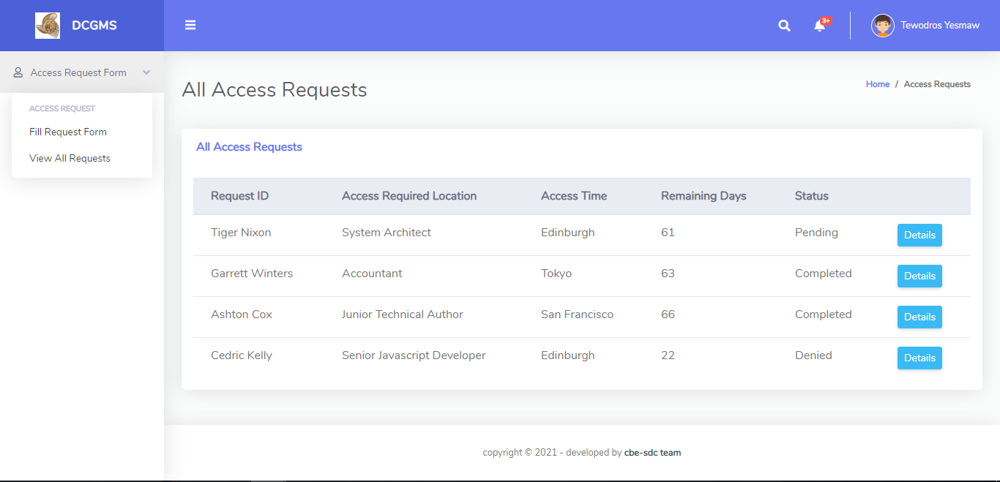 DCGMS
3+
Tewodros Yesmaw
Access Request Form
ACCESS REQUEST
Fill Request Form
View All Requests
All Access Requests
Home / Access Requests
All Access Requests
Request ID Access Required Location Access Time Remaining Days Status
Tiger Nixon System Architect Edinburgh 61 Pending Details
Garrett Winters Accountant Tokyo 63 Completed Details
Ashton Cox Junior Technical Author San Francisco 66 Completed Details
Cedric Kelly Senior Javascript Developer Edinburgh 22 Denied Details
copyright © 2021 - developed by cbe-sdc team